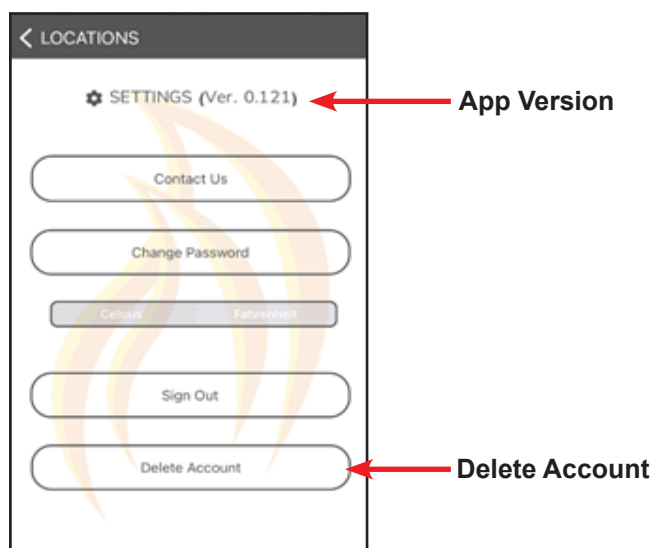 LOCATIONS
SETTINGS (Ver. 0.121)
App Version
Contact Us
Change Password
Celsius Fahrenheit
Sign Out
Delete Account
Delete Account